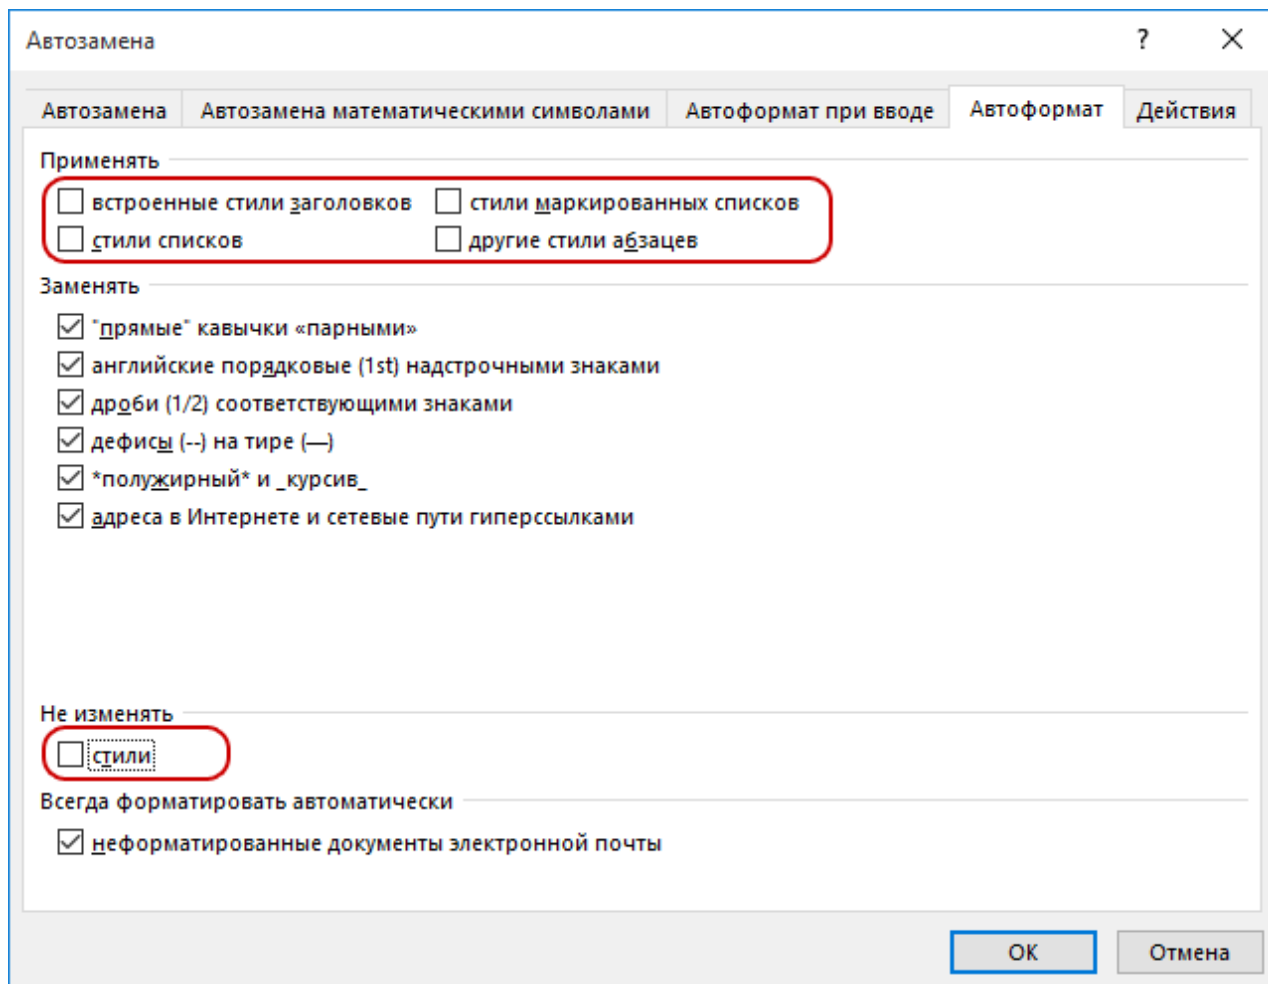 Автозамена ?
Автозамена Автозамена математическими символами Автоформат при вводе Автоформат Действия
Применять
встроенные стили заголовков стили маркированных списков
стили списков другие стили абзацев
Заменять
"прямые" кавычки «парными»
английские порядковые (1st) надстрочными знаками
дроби (1/2) соответствующими знаками
дефисы (--) на тире (—)
*полужирный* и _курсив_
адреса в Интернете и сетевые пути гиперссылками
Не изменять
стили
Всегда форматировать автоматически
неформатированные документы электронной почты
ОК Отмена